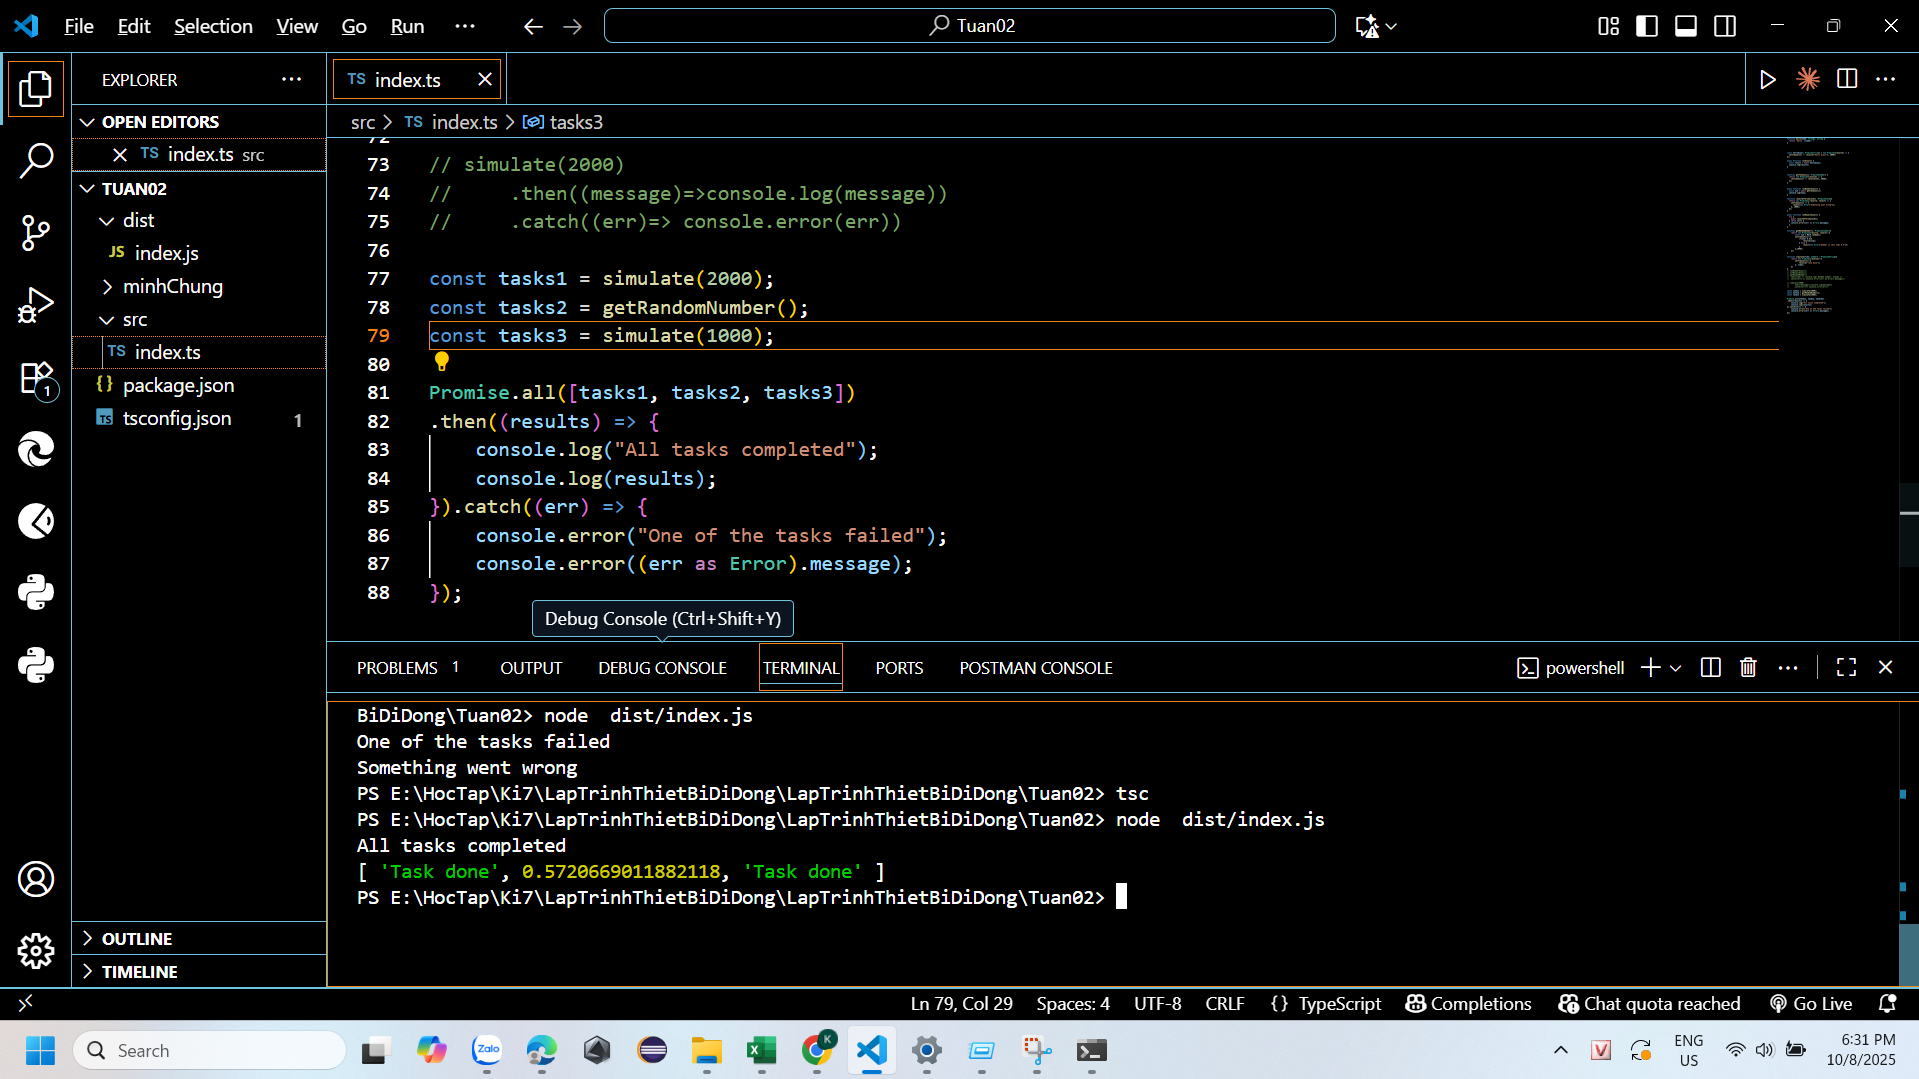 File Edit Selection View Go Run ···
Tuan02
EXPLORER
OPEN EDITORS
TS index.ts src
TUAN02
dist
JS index.js
minhChung
src
TS index.ts
{} package.json
TS tsconfig.json 1
OUTLINE
TIMELINE
1
TS index.ts
src > TS index.ts > tasks3
72
73 // simulate(2000)
74 //     .then((message)=>console.log(message))
75 //     .catch((err)=> console.error(err))
76
77 const tasks1 = simulate(2000);
78 const tasks2 = getRandomNumber();
79 const tasks3 = simulate(1000);
80
81 Promise.all([tasks1, tasks2, tasks3])
82 .then((results) => {
83     console.log("All tasks completed");
84     console.log(results);
85 }).catch((err) => {
86     console.error("One of the tasks failed");
87     console.error((err as Error).message);
88 });
Debug Console (Ctrl+Shift+Y)
PROBLEMS 1 OUTPUT DEBUG CONSOLE TERMINAL PORTS POSTMAN CONSOLE
powershell
BiDiDong\Tuan02> node  dist/index.js
One of the tasks failed
Something went wrong
PS E:\HocTap\Ki7\LapTrinhThietBiDiDong\LapTrinhThietBiDiDong\Tuan02> tsc
PS E:\HocTap\Ki7\LapTrinhThietBiDiDong\LapTrinhThietBiDiDong\Tuan02> node  dist/index.js
All tasks completed
[ 'Task done', 0.5720669011882118, 'Task done' ]
PS E:\HocTap\Ki7\LapTrinhThietBiDiDong\LapTrinhThietBiDiDong\Tuan02>
Ln 79, Col 29 Spaces: 4 UTF-8 CRLF {} TypeScript Completions Chat quota reached Go Live
Search
Zalo
K
V
ENG
US
6:31 PM
10/8/2025